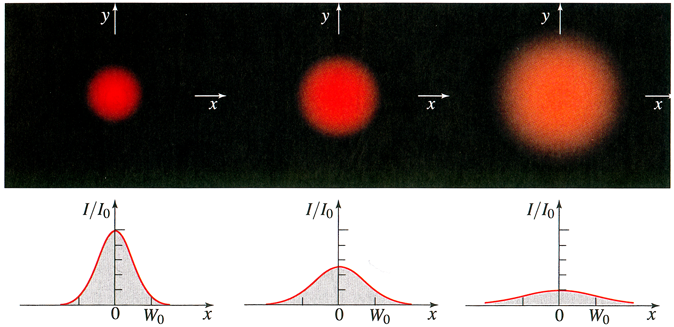 y y y
x x x
I/I₀ I/I₀ I/I₀
0 W₀ x 0 W₀ x 0 W₀ x